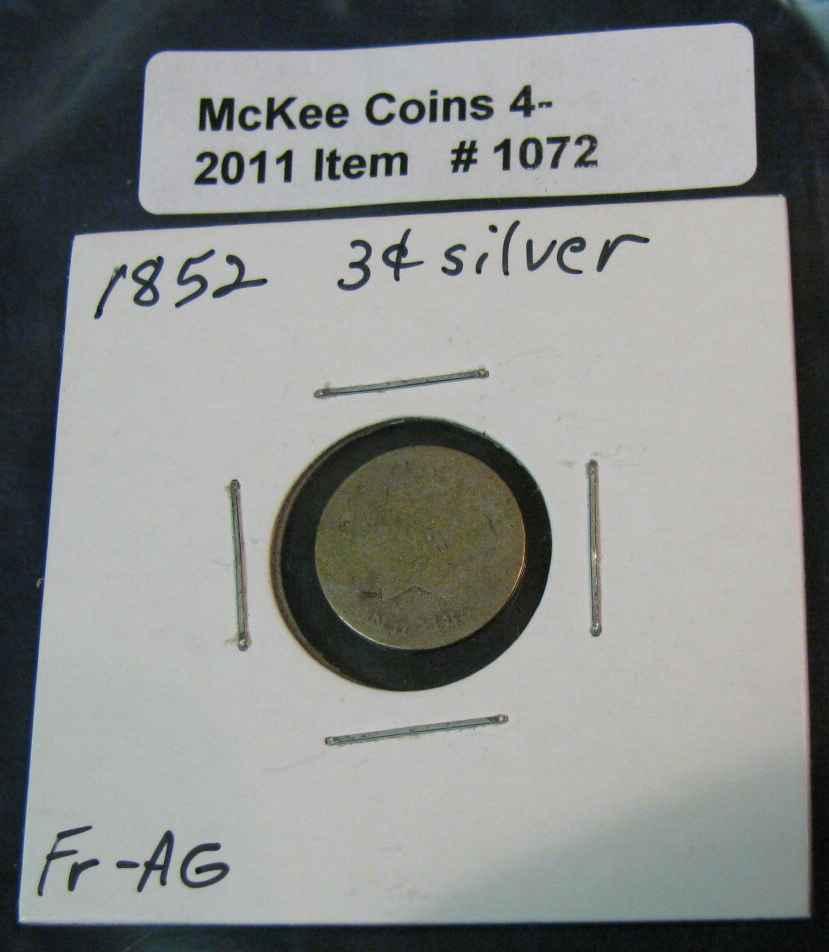 McKee Coins 4-
2011 Item # 1072
1852 3¢ silver
Fr-AG